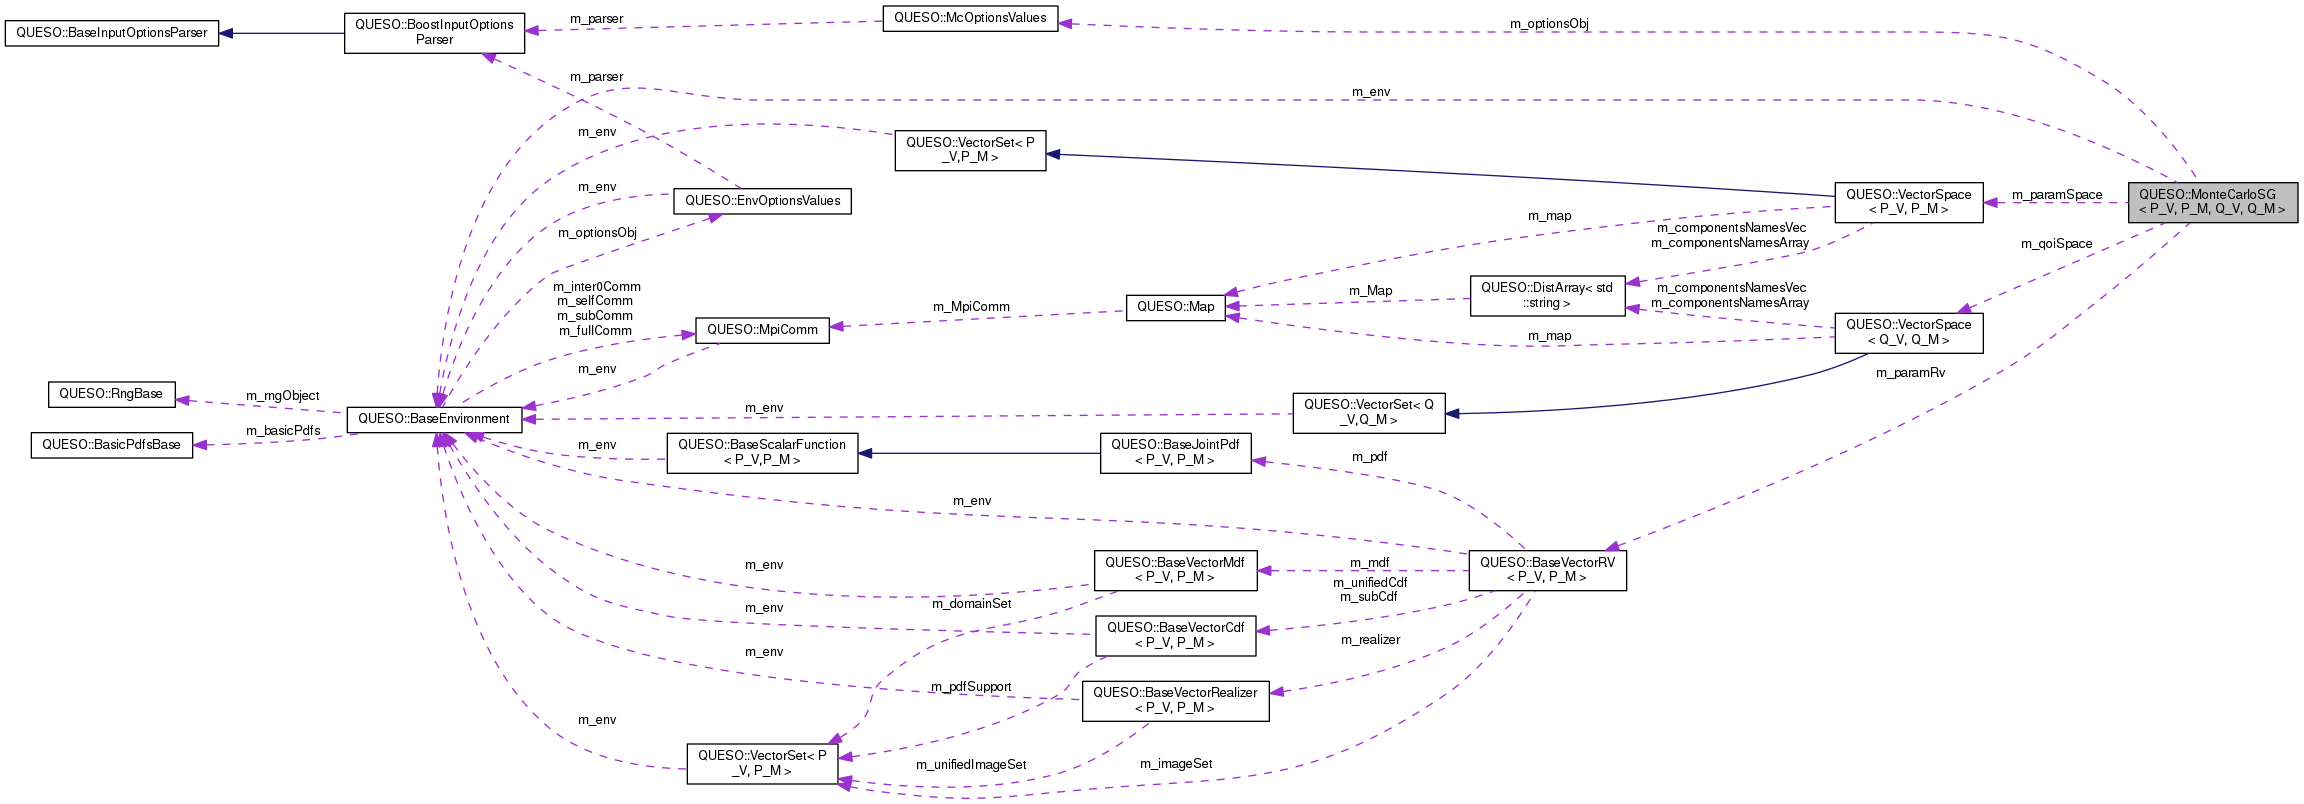 QUESO::BaseInputOptionsParser
QUESO::BoostInputOptions
Parser
m_parser
QUESO::McOptionsValues
m_optionsObj
m_parser
m_env
m_env
QUESO::VectorSet< P
_V,P_M >
m_env
QUESO::EnvOptionsValues
QUESO::VectorSpace
< P_V, P_M >
m_paramSpace
QUESO::MonteCarloSG
< P_V, P_M, Q_V, Q_M >
m_map
m_optionsObj
m_componentsNamesVec
m_componentsNamesArray
m_qoiSpace
m_inter0Comm
m_selfComm
m_subComm
m_fullComm
QUESO::MpiComm
m_MpiComm
QUESO::Map
m_Map
QUESO::DistArray< std
::string >
m_componentsNamesVec
m_componentsNamesArray
m_map
QUESO::VectorSpace
< Q_V, Q_M >
m_env
m_paramRv
QUESO::RngBase
m_rngObject
QUESO::BaseEnvironment
m_env
QUESO::VectorSet< Q
_V,Q_M >
QUESO::BasicPdfsBase
m_basicPdfs
m_env
QUESO::BaseScalarFunction
< P_V,P_M >
QUESO::BaseJointPdf
< P_V, P_M >
m_pdf
m_env
m_env
QUESO::BaseVectorMdf
< P_V, P_M >
m_mdf
QUESO::BaseVectorRV
< P_V, P_M >
m_unifiedCdf
m_subCdf
m_env
m_domainSet
QUESO::BaseVectorCdf
< P_V, P_M >
m_realizer
m_env
m_pdfSupport
QUESO::BaseVectorRealizer
< P_V, P_M >
m_env
QUESO::VectorSet< P
_V, P_M >
m_unifiedImageSet
m_imageSet